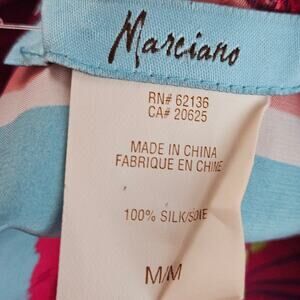 Marciano
RN# 62136
CA# 20625
MADE IN CHINA
FABRIQUE EN CHINE
100% SILK/SOIE
M/M